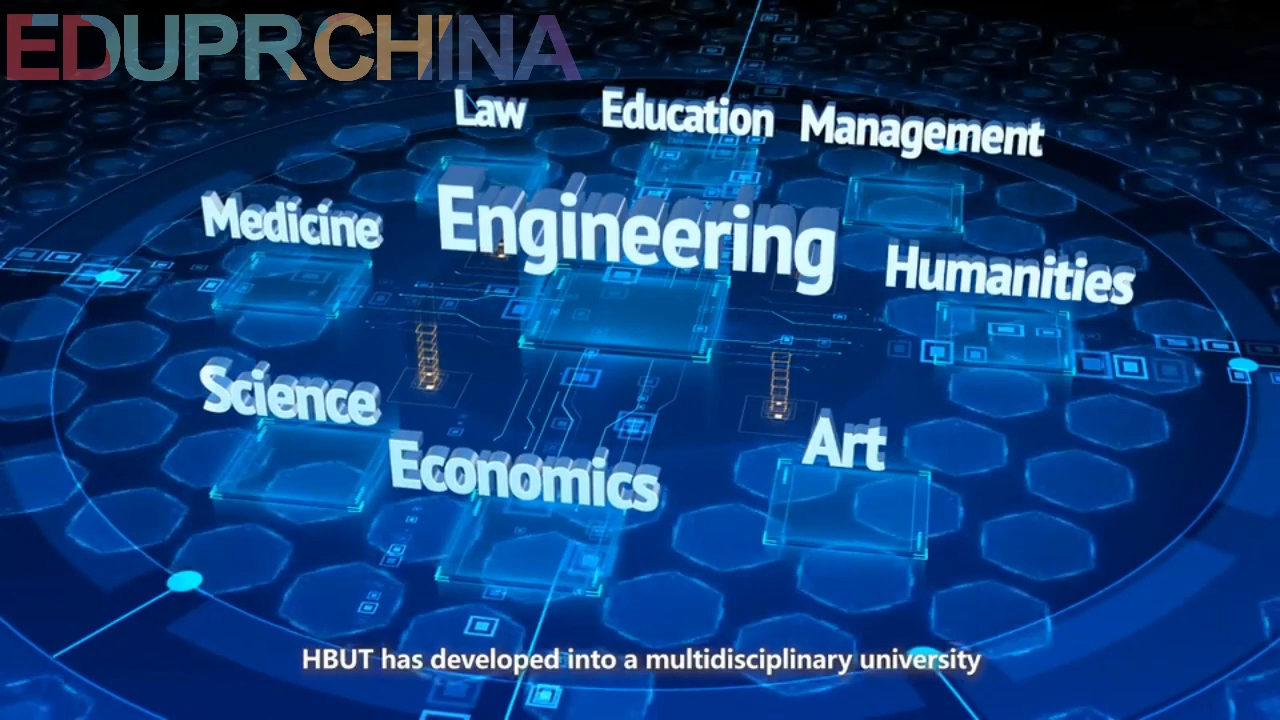 EDUPRCHINA
Law
Education
Management
Medicine
Engineering
Humanities
Science
Economics
Art
HBUT has developed into a multidisciplinary university